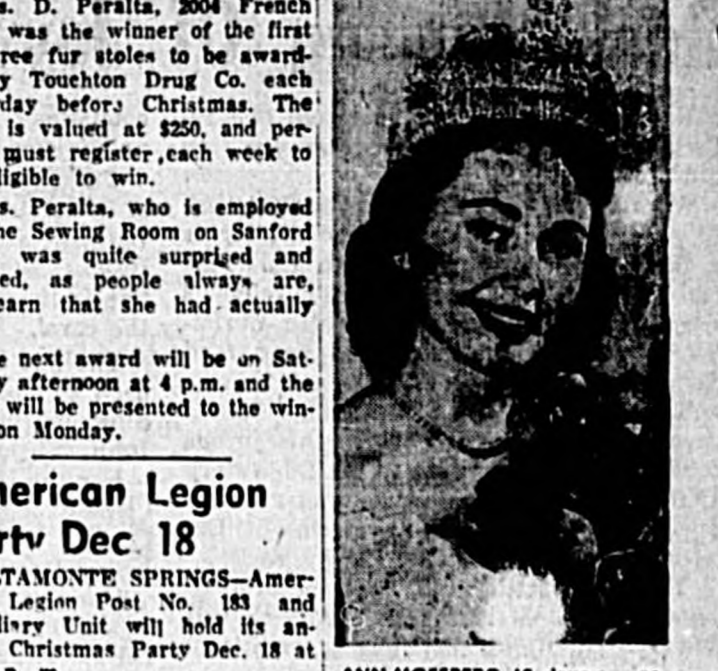 s. D. Peralta, 2004 French
was the winner of the first
ree fur stoles to be award-
y Touchton Drug Co. each
day before Christmas. The
is valued at $250, and per-
must register each week to
ligible to win.
s. Peralta, who is employed
he Sewing Room on Sanford
was quite surprised and
ed, as people always are,
earn that she had actually
e next award will be on Sat-
y afternoon at 4 p.m. and the
will be presented to the win-
on Monday.
merican Legion
rty Dec. 18
TAMONTE SPRINGS—Amer-
Legion Post No. 183 and
liary Unit will hold its an-
Christmas Party Dec. 18 at